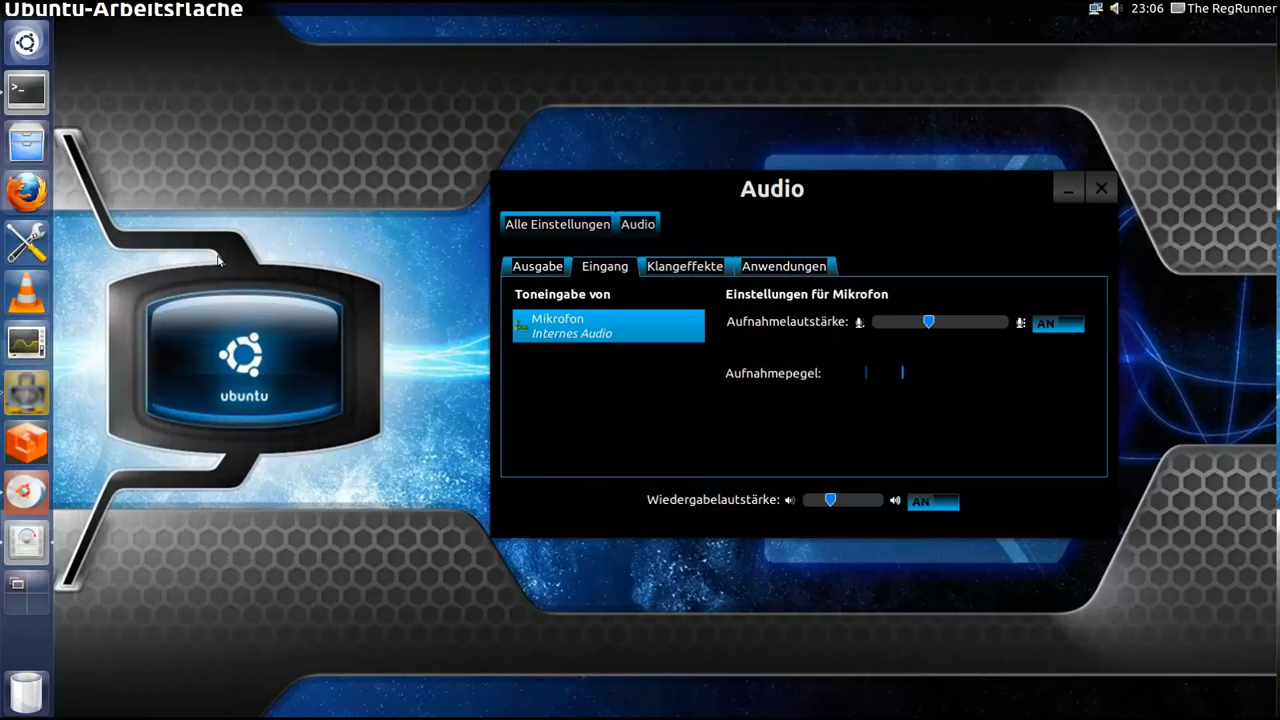 Ubuntu-Arbeitsfläche
23:06 The RegRunner
Audio
Alle Einstellungen Audio
Ausgabe Eingang Klangeffekte Anwendungen
Toneingabe von
Mikrofon
Internes Audio
Einstellungen für Mikrofon
Aufnahmelautstärke: AN
Aufnahmepegel:
Wiedergabelautstärke: AN
ubuntu
>_